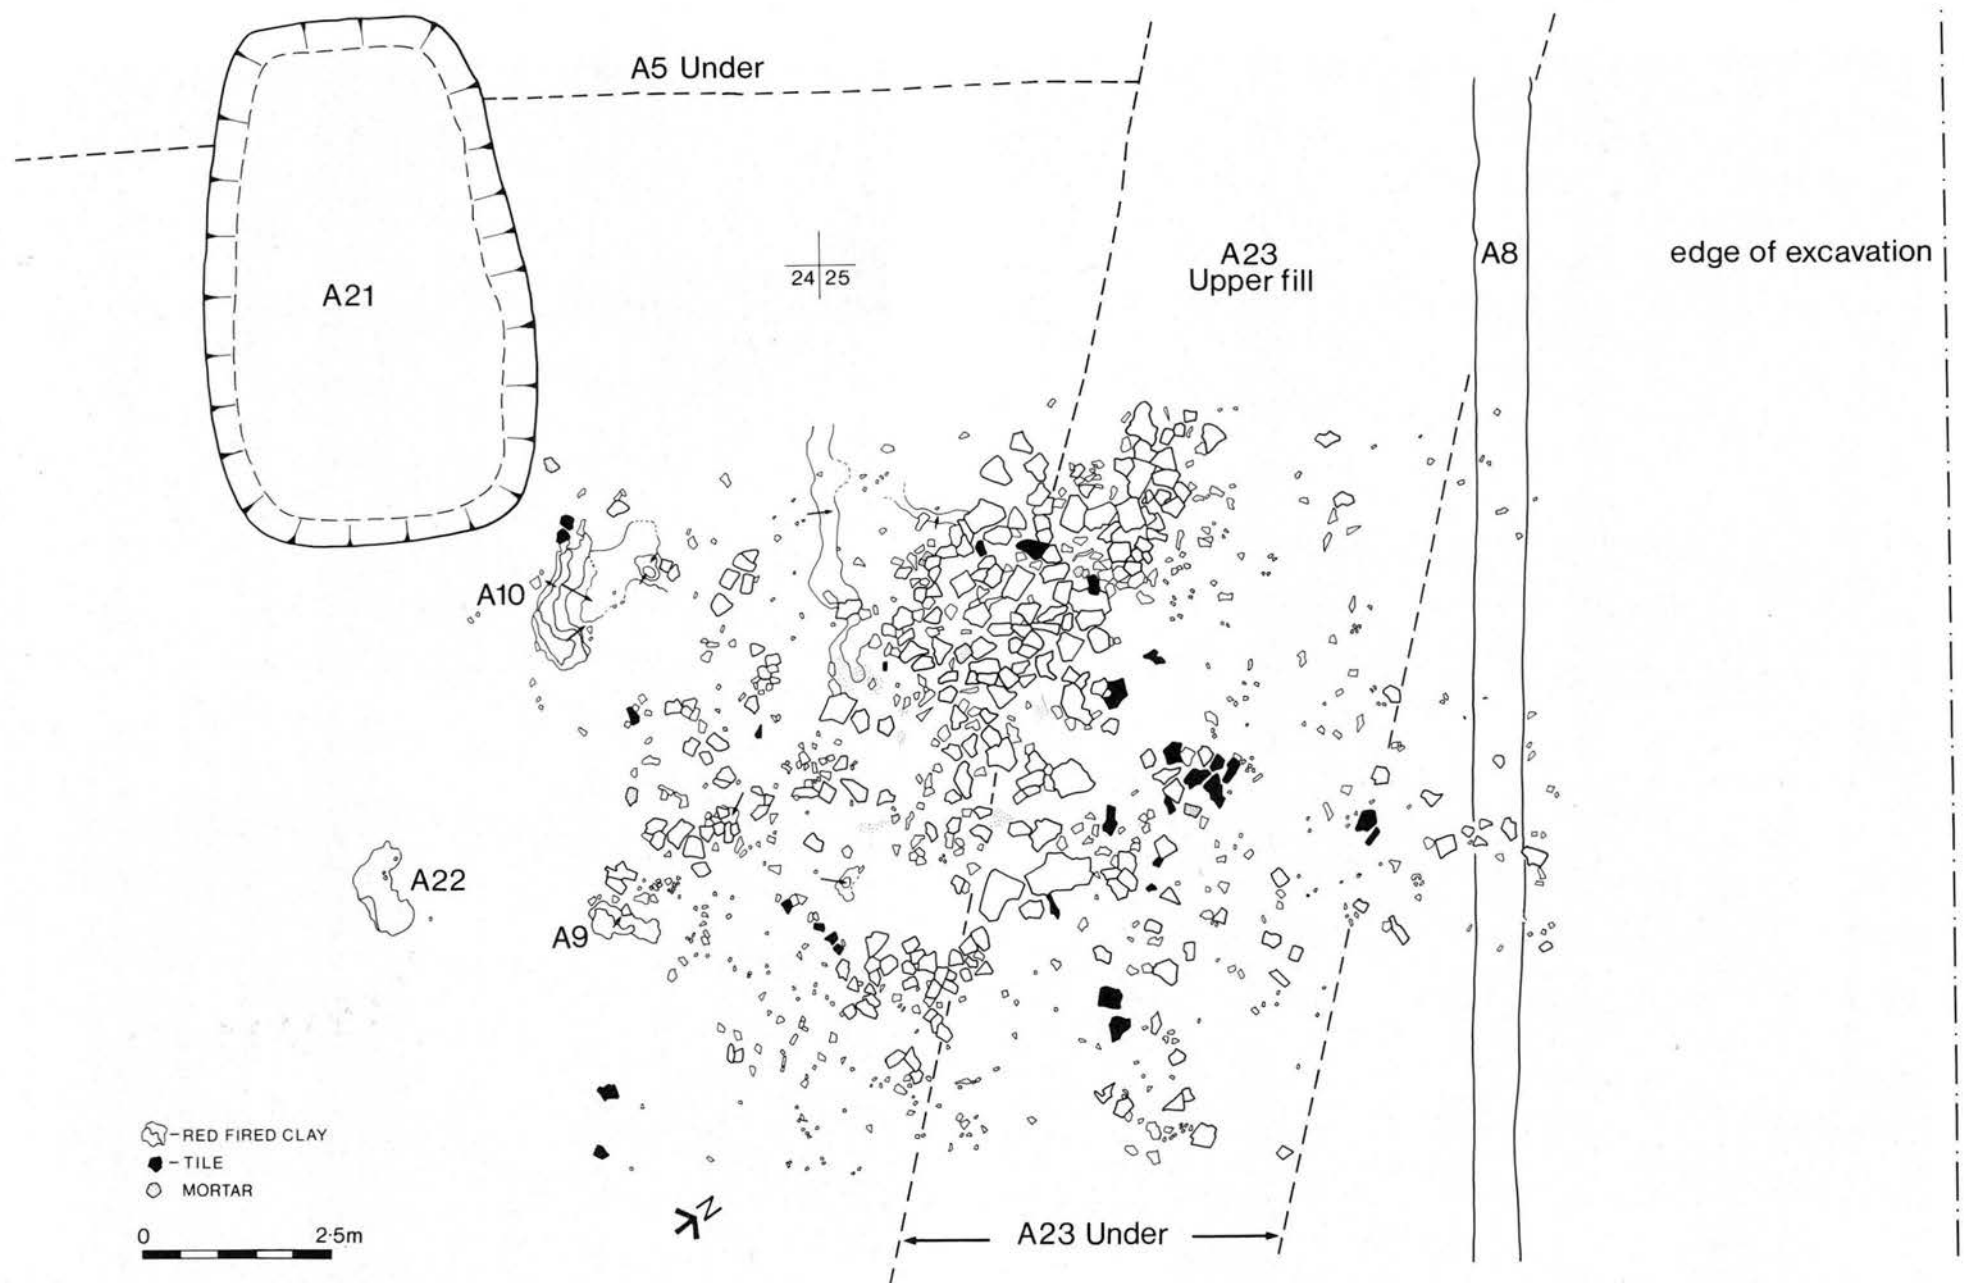 A5 Under
A23
Upper fill
A8
edge of excavation
24 25
A21
A10
A22
A9
RED FIRED CLAY
TILE
MORTAR
N
0 2·5m
A23 Under